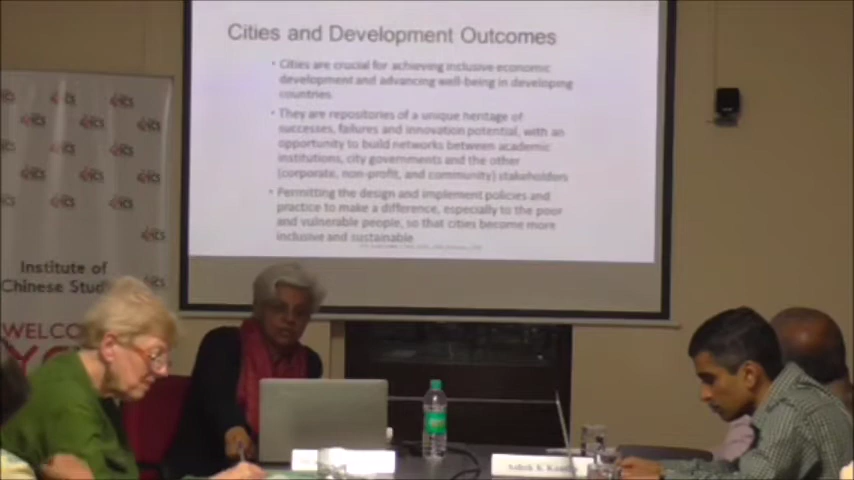 Cities and Development Outcomes
• Cities are crucial for achieving inclusive economic
development and advancing well-being in developing
countries.
• They are repositories of a unique heritage of
successes, failures and innovation potential, with an
opportunity to build networks between academic
institutions, city governments and the other
(corporate, non-profit, and community) stakeholders
• Permitting the design and implement policies and
practice to make a difference, especially to the poor
and vulnerable people, so that cities become more
inclusive and sustainable
Institute of
Chinese Stud
WELCO
YO
Ashok K